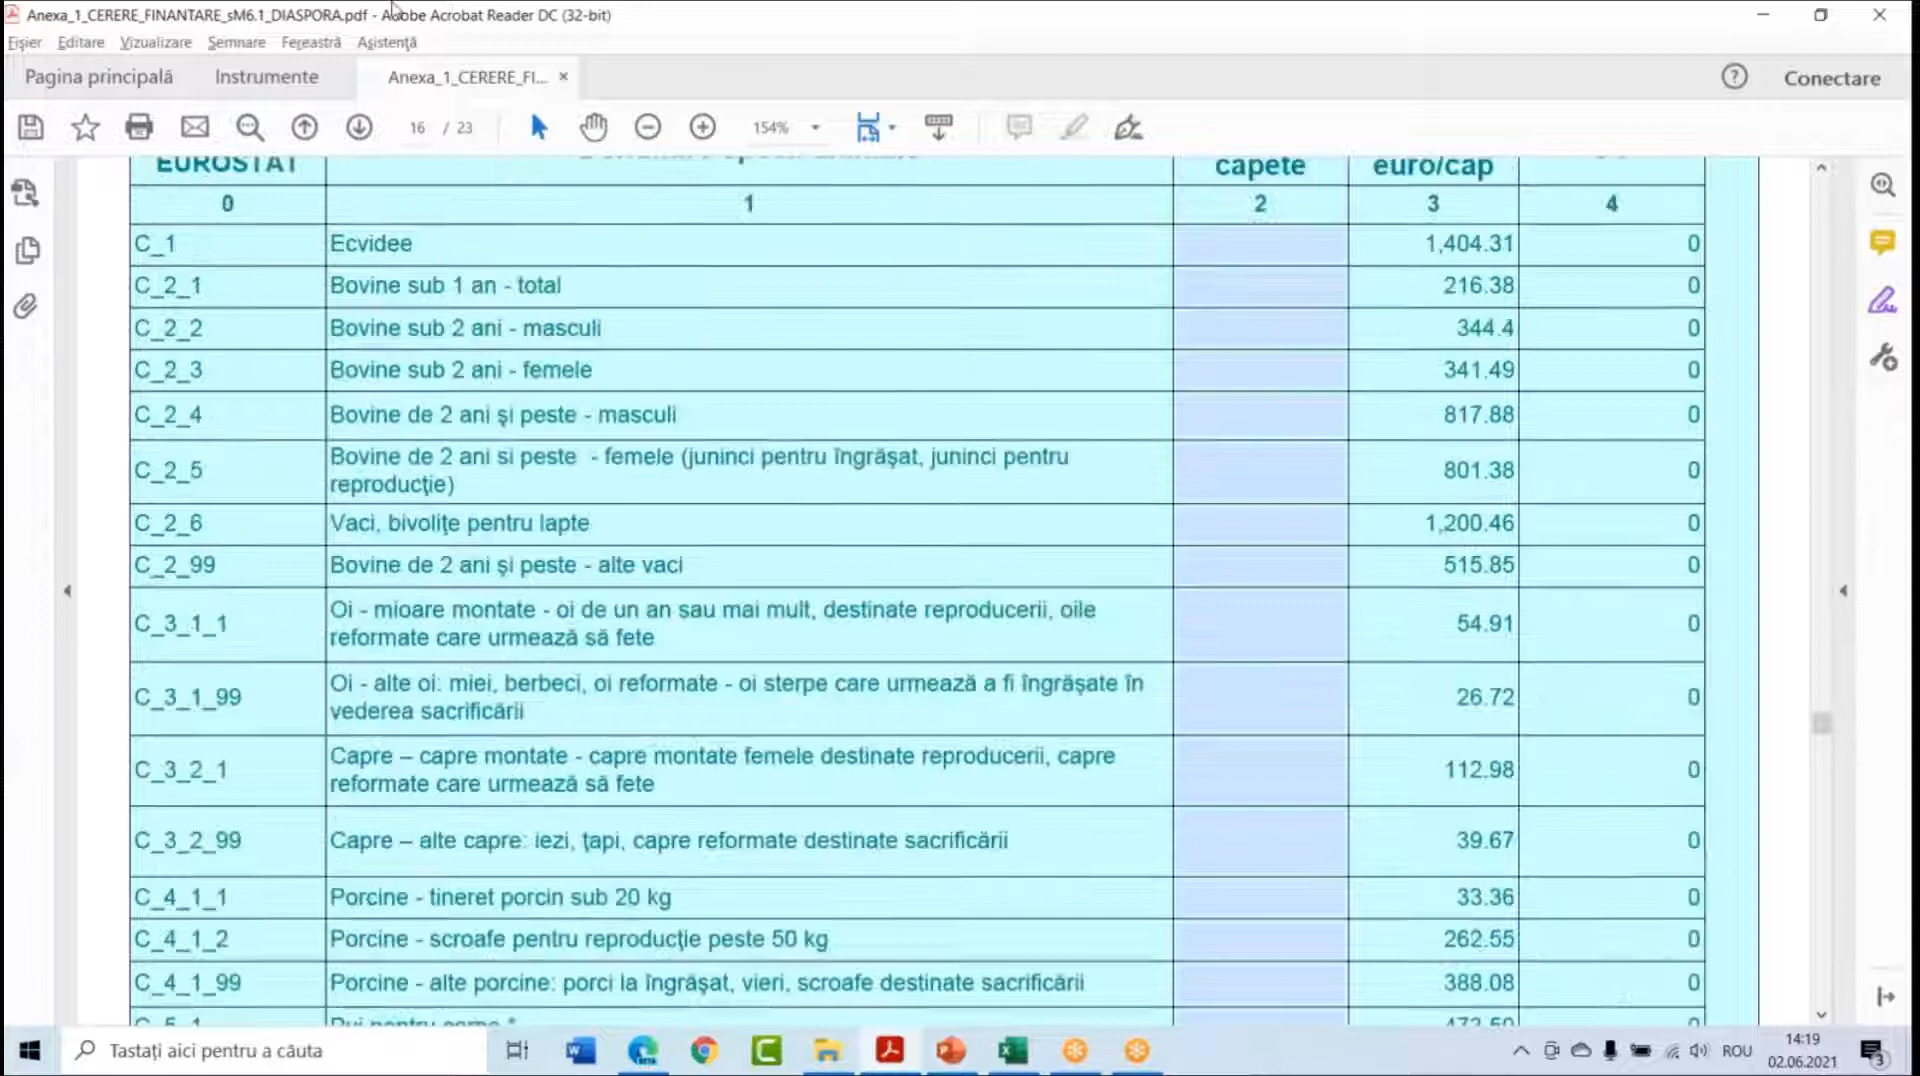 Anexa_1_CERERE_FINANTARE_sM6.1_DIASPORA.pdf - Adobe Acrobat Reader DC (32-bit)
Fișier Editare Vizualizare Semnare Fereastră Asistență
Pagina principală Instrumente Anexa_1_CERERE_FI... × Conectare
16 / 23 154%
EUROSTAT capete euro/cap
0 1 2 3 4
C_1 Ecvidee 1,404.31 0
C_2_1 Bovine sub 1 an - total 216.38 0
C_2_2 Bovine sub 2 ani - masculi 344.4 0
C_2_3 Bovine sub 2 ani - femele 341.49 0
C_2_4 Bovine de 2 ani şi peste - masculi 817.88 0
C_2_5 Bovine de 2 ani si peste - femele (juninci pentru îngrăşat, juninci pentru
reproducţie) 801.38 0
C_2_6 Vaci, bivoliţe pentru lapte 1,200.46 0
C_2_99 Bovine de 2 ani şi peste - alte vaci 515.85 0
C_3_1_1 Oi - mioare montate - oi de un an sau mai mult, destinate reproducerii, oile
reformate care urmează să fete 54.91 0
C_3_1_99 Oi - alte oi: miei, berbeci, oi reformate - oi sterpe care urmează a fi îngrăşate în
vederea sacrificării 26.72 0
C_3_2_1 Capre – capre montate - capre montate femele destinate reproducerii, capre
reformate care urmează să fete 112.98 0
C_3_2_99 Capre – alte capre: iezi, ţapi, capre reformate destinate sacrificării 39.67 0
C_4_1_1 Porcine - tineret porcin sub 20 kg 33.36 0
C_4_1_2 Porcine - scroafe pentru reproducţie peste 50 kg 262.55 0
C_4_1_99 Porcine - alte porcine: porci la îngrăşat, vieri, scroafe destinate sacrificării 388.08 0
Tastați aici pentru a căuta ROU 14:19
02.06.2021 3